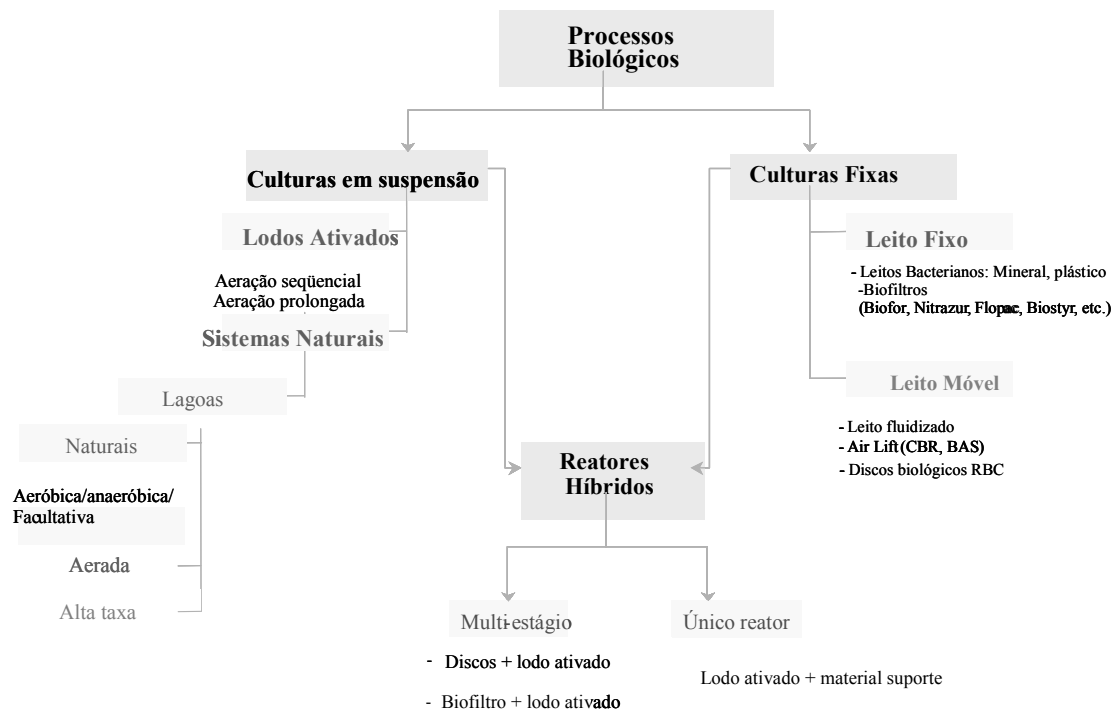 Processos
Biológicos
Culturas em suspensão
Lodos Ativados
Aeração seqüencial
Aeração prolongada
Sistemas Naturais
Lagoas
Naturais
Aeróbica/anaeróbica/
Facultativa
Aerada
Alta taxa
Culturas Fixas
Leito Fixo
- Leitos Bacterianos: Mineral, plástico
-Biofiltros
(Biofor, Nitrazur, Flopac, Biostyr, etc.)
Leito Móvel
- Leito fluidizado
- Air Lift (CBR, BAS)
- Discos biológicos RBC
Reatores
Híbridos
Multi-estágio
- Discos + lodo ativado
- Biofiltro + lodo ativado
Único reator
Lodo ativado + material suporte